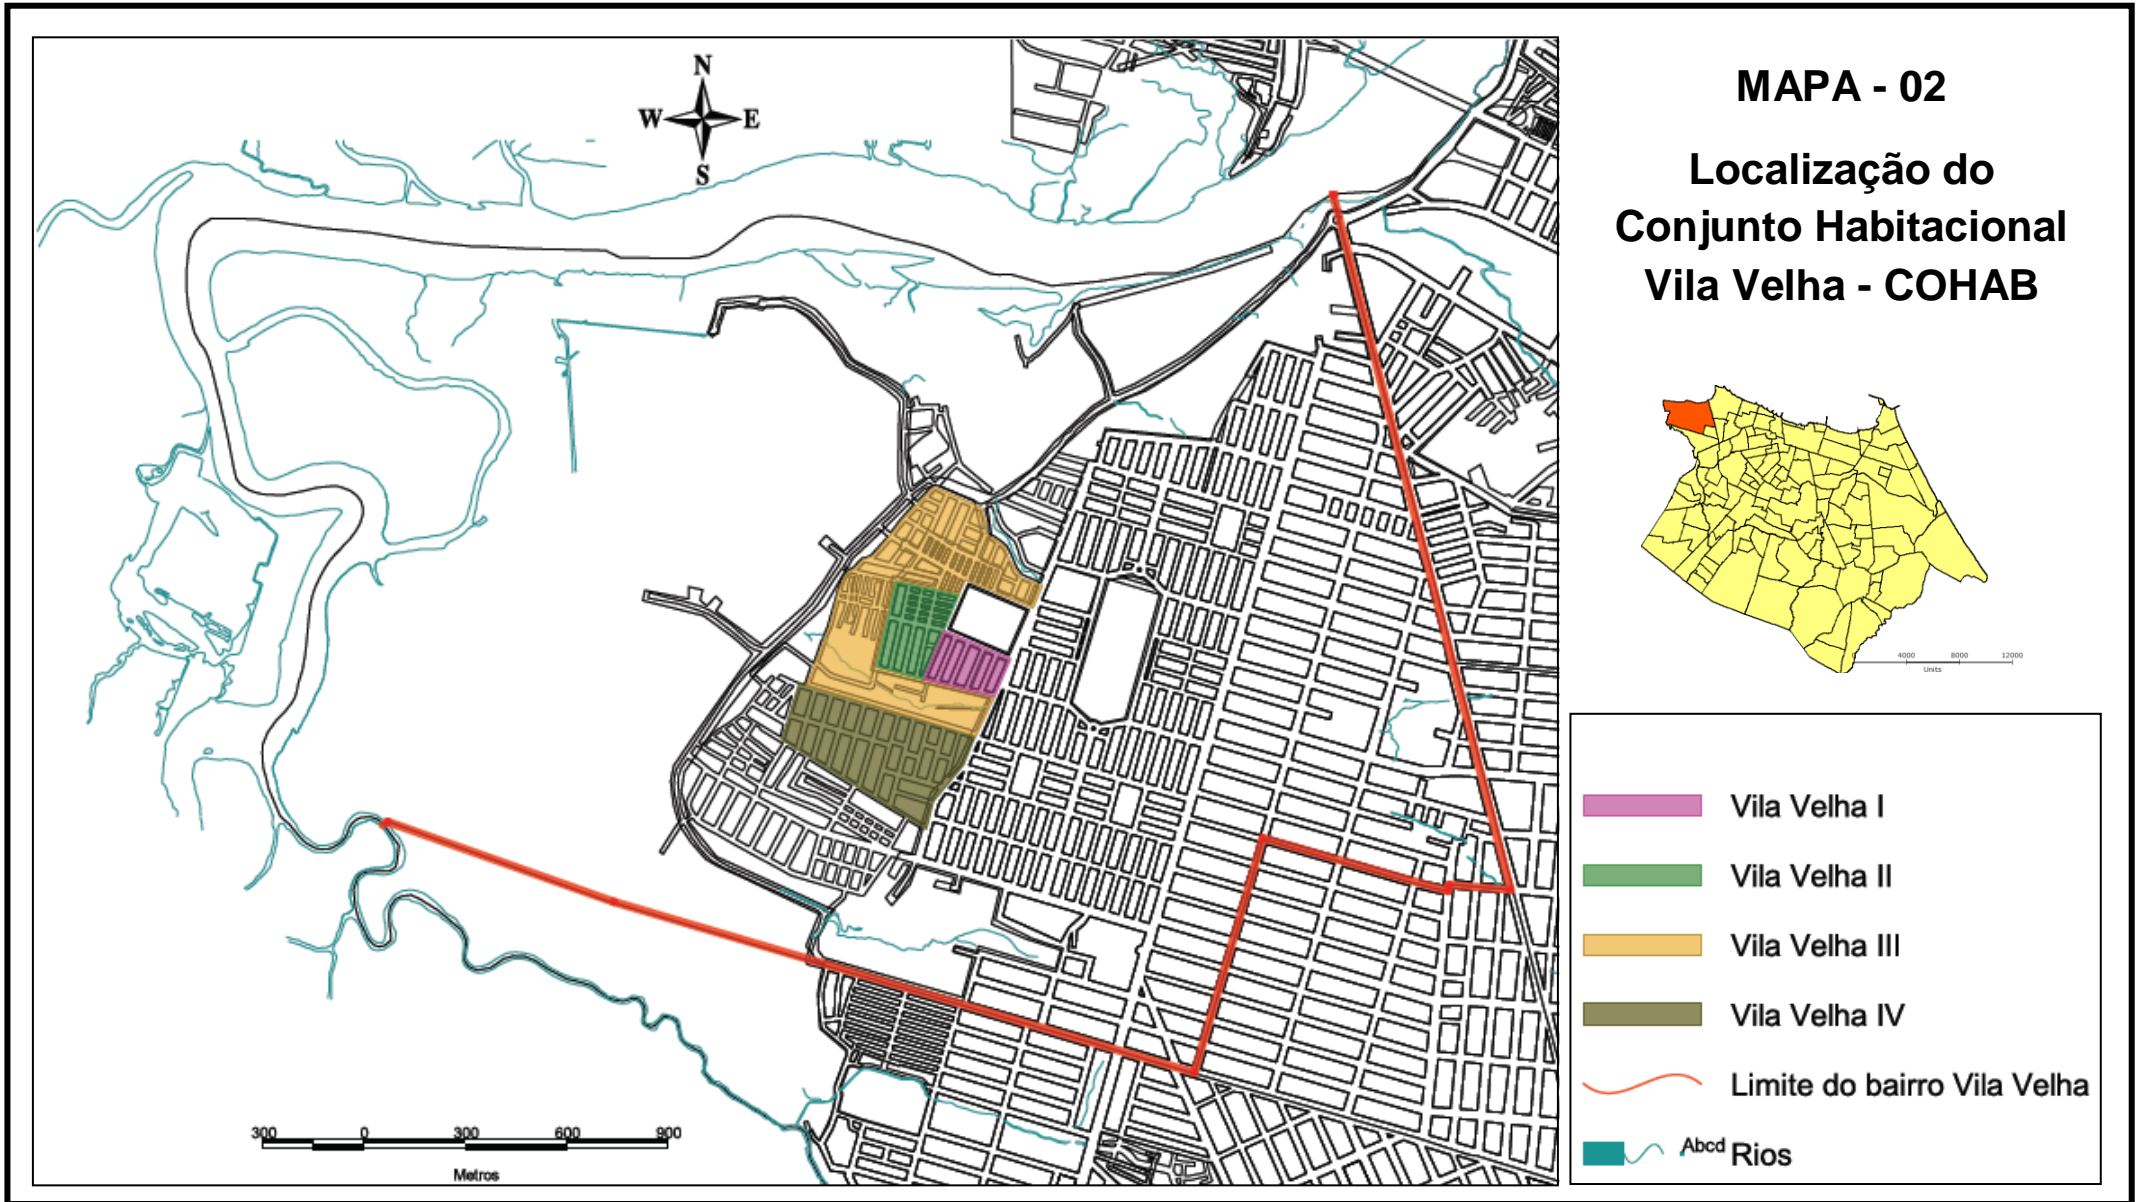 MAPA - 02
Localização do
Conjunto Habitacional
Vila Velha - COHAB
N
W E
S
4000 8000 12000
Units
Vila Velha I
Vila Velha II
Vila Velha III
Vila Velha IV
Limite do bairro Vila Velha
Abcd Rios
300 0 300 600 900
Metros